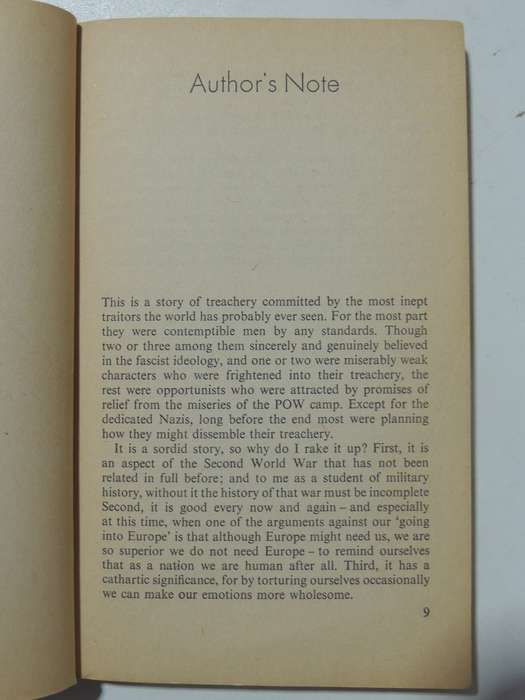 Author's Note
This is a story of treachery committed by the most inept
traitors the world has probably ever seen. For the most part
they were contemptible men by any standards. Though
two or three among them sincerely and genuinely believed
in the fascist ideology, and one or two were miserably weak
characters who were frightened into their treachery, the
rest were opportunists who were attracted by promises of
relief from the miseries of the POW camp. Except for the
dedicated Nazis, long before the end most were planning
how they might dissemble their treachery.
It is a sordid story, so why do I rake it up? First, it is
an aspect of the Second World War that has not been
related in full before; and to me as a student of military
history, without it the history of that war must be incomplete
Second, it is good every now and again – and especially
at this time, when one of the arguments against our 'going
into Europe' is that although Europe might need us, we are
so superior we do not need Europe – to remind ourselves
that as a nation we are human after all. Third, it has a
cathartic significance, for by torturing ourselves occasionally
we can make our emotions more wholesome.
9